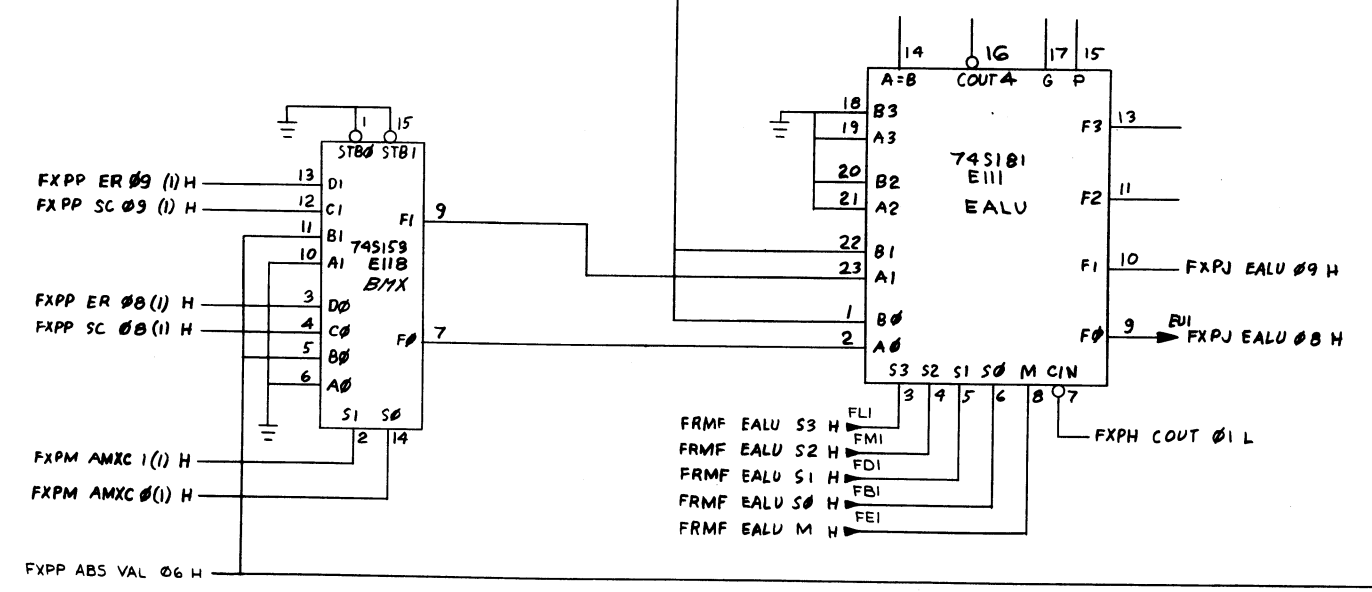 14 16 17 15
A=B COUT4 G P
18 B3
19 A3
F3 13
74S181
E111
EALU
20 B2
21 A2
F2 11
22 B1
23 A1
F1 10 FXPJ EALU Ø9 H
1 BØ
2 AØ
FØ 9 EU1 FXPJ EALU Ø8 H
S3 S2 S1 SØ M CIN
3 4 5 6 8 7
FXPH COUT Ø1 L
1 15
STBØ STB1
FXPP ER Ø9 (1) H 13 D1
FXPP SC Ø9 (1) H 12 C1
11 B1
F1 9
10 A1
74S153
E118
BMX
FXPP ER Ø8 (1) H 3 DØ
FXPP SC Ø8 (1) H 4 CØ
5 BØ
FØ 7
6 AØ
S1 SØ
2 14
FXPM AMXC 1(1) H
FXPM AMXC Ø(1) H
FRMF EALU S3 H FL1
FRMF EALU S2 H FM1
FRMF EALU S1 H FD1
FRMF EALU SØ H FB1
FRMF EALU M H FE1
FXPP ABS VAL Ø6 H